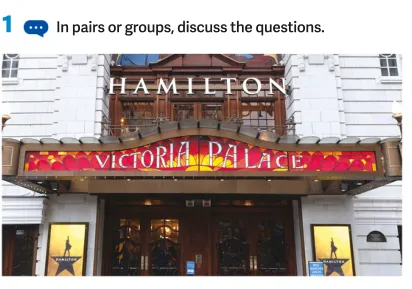 1 In pairs or groups, discuss the questions.
HAMILTON
VICTORIA PALACE
HAMILTON
HAMILTON